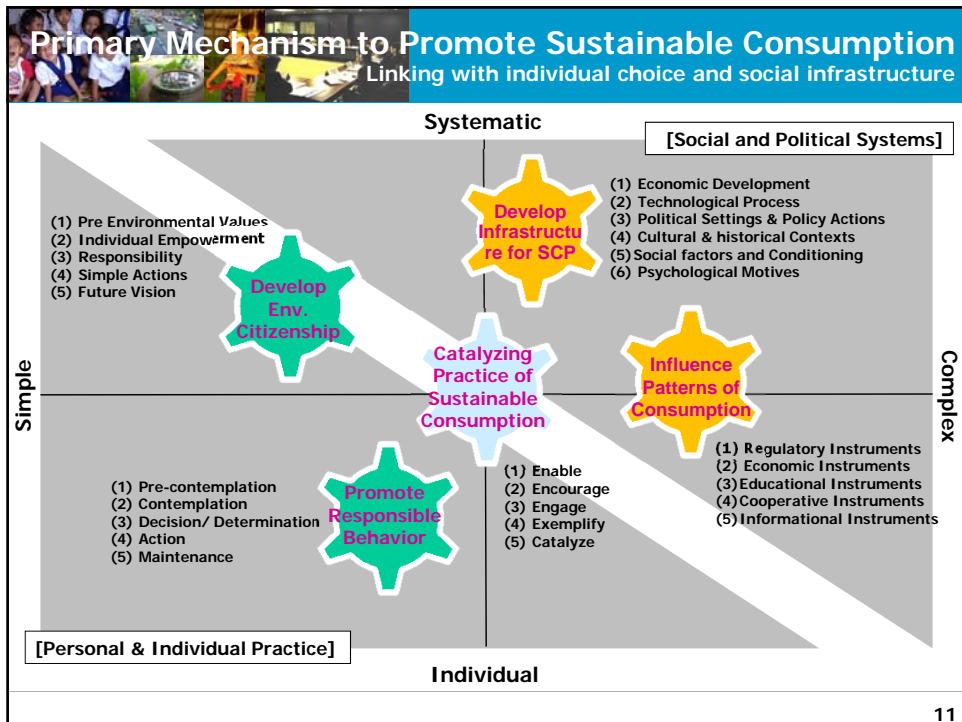 Primary Mechanism to Promote Sustainable Consumption
Linking with individual choice and social infrastructure
Systematic
[Social and Political Systems]
(1) Pre Environmental Values
(2) Individual Empowerment
(3) Responsibility
(4) Simple Actions
(5) Future Vision
Develop
Env.
Citizenship
Develop
Infrastructu
re for SCP
(1) Economic Development
(2) Technological Process
(3) Political Settings & Policy Actions
(4) Cultural & historical Contexts
(5) Social factors and Conditioning
(6) Psychological Motives
Simple
Catalyzing
Practice of
Sustainable
Consumption
Influence
Patterns of
Consumption
Complex
(1) Regulatory Instruments
(2) Economic Instruments
(3) Educational Instruments
(4) Cooperative Instruments
(5) Informational Instruments
(1) Pre-contemplation
(2) Contemplation
(3) Decision/ Determination
(4) Action
(5) Maintenance
Promote
Responsible
Behavior
(1) Enable
(2) Encourage
(3) Engage
(4) Exemplify
(5) Catalyze
[Personal & Individual Practice]
Individual
11